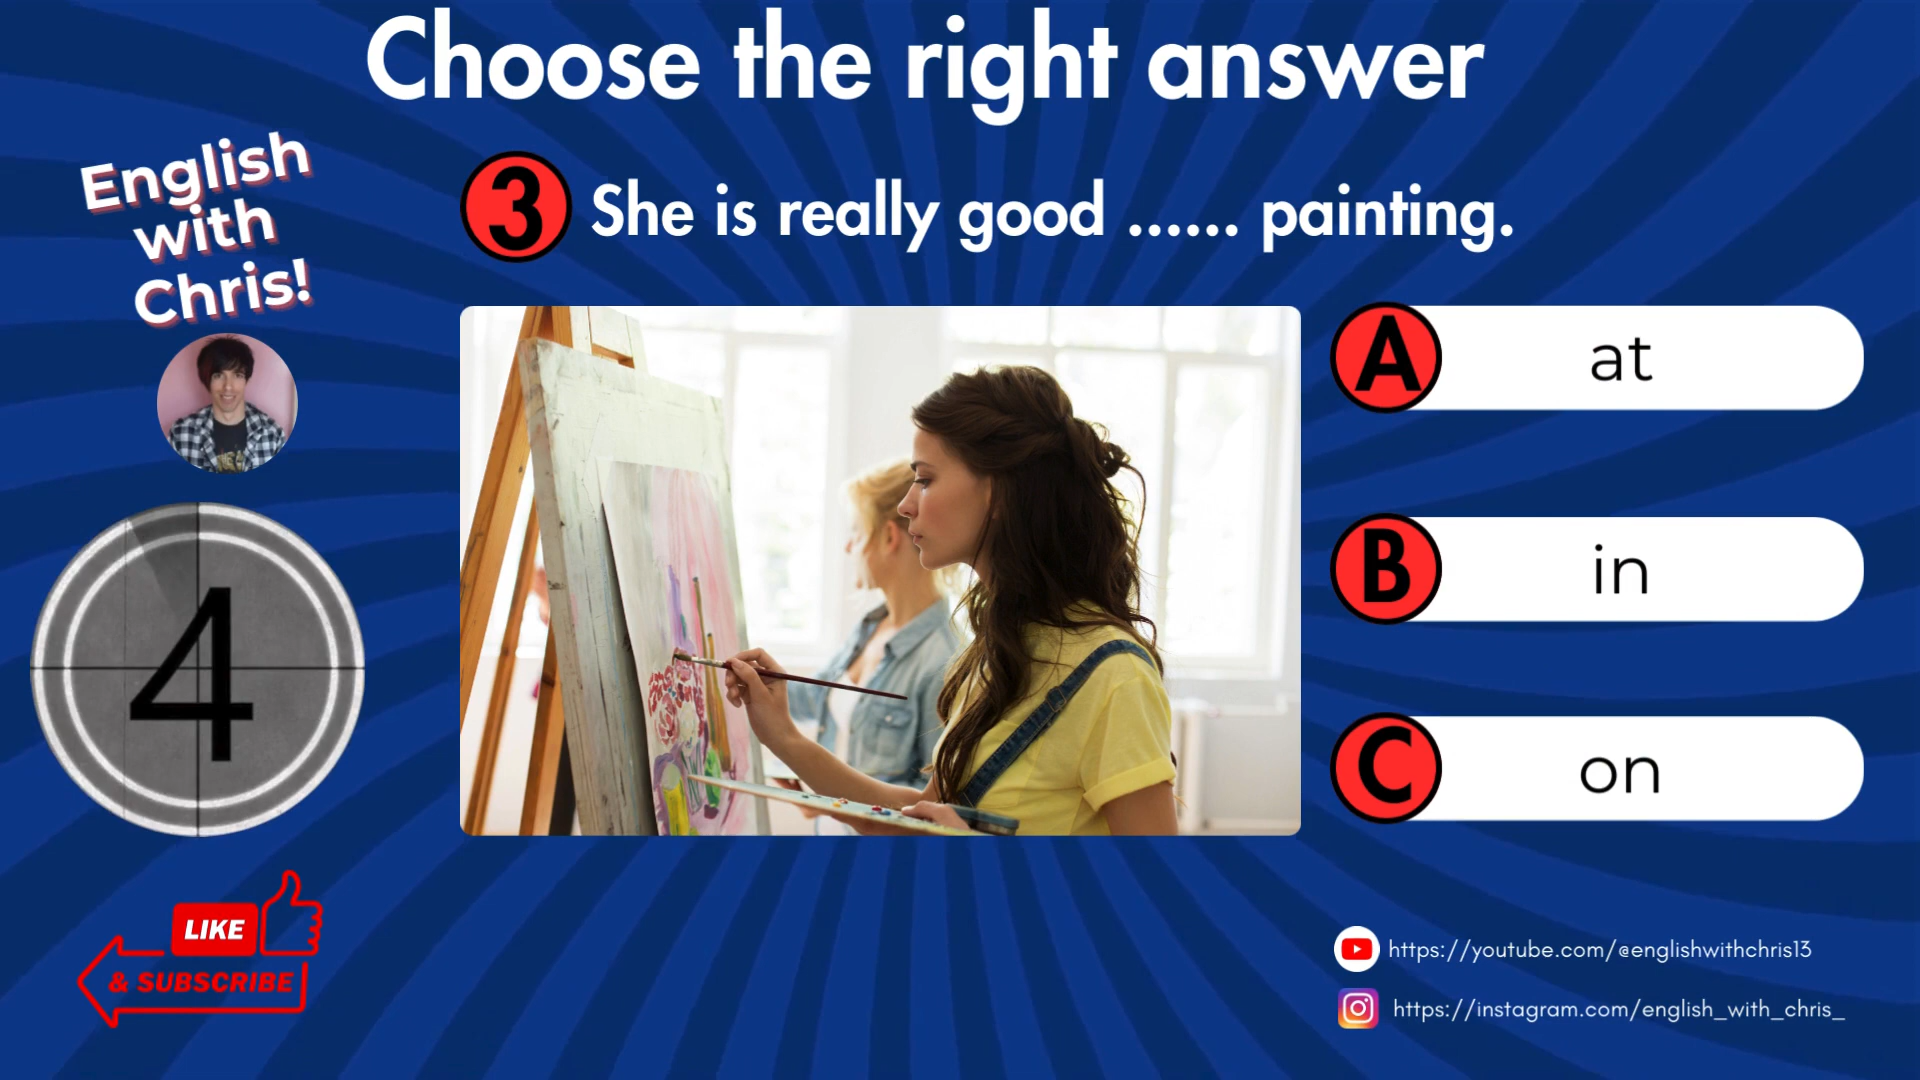 Choose the right answer
English
with
Chris!
3 She is really good ...... painting.
A at
B in
C on
4
LIKE
& SUBSCRIBE
https://youtube.com/@englishwithchris13
https://instagram.com/english_with_chris_